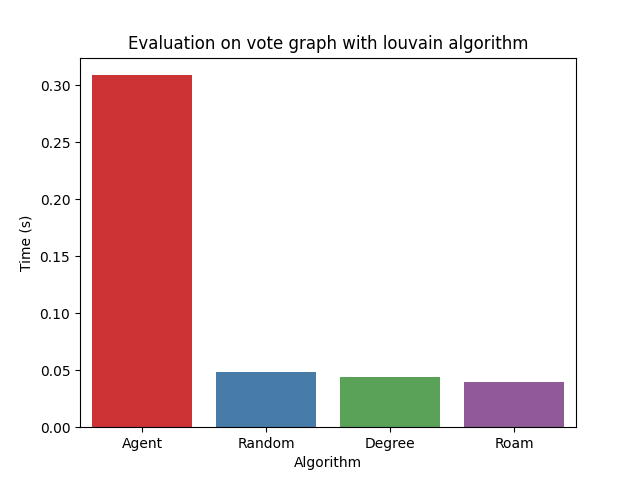 Evaluation on vote graph with louvain algorithm
0.30
0.25
0.20
0.15
0.10
0.05
0.00
Time (s)
Agent Random Degree Roam
Algorithm